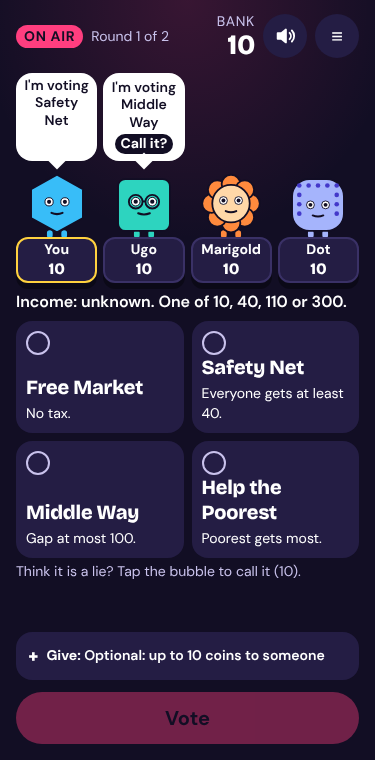 ON AIR
Round 1 of 2
BANK
10
I'm voting
Safety
Net
I'm voting
Middle
Way
Call it?
You
10
Ugo
10
Marigold
10
Dot
10
Income: unknown. One of 10, 40, 110 or 300.
Free Market
No tax.
Safety Net
Everyone gets at least
40.
Middle Way
Gap at most 100.
Help the
Poorest
Poorest gets most.
Think it is a lie? Tap the bubble to call it (10).
+ Give: Optional: up to 10 coins to someone
Vote